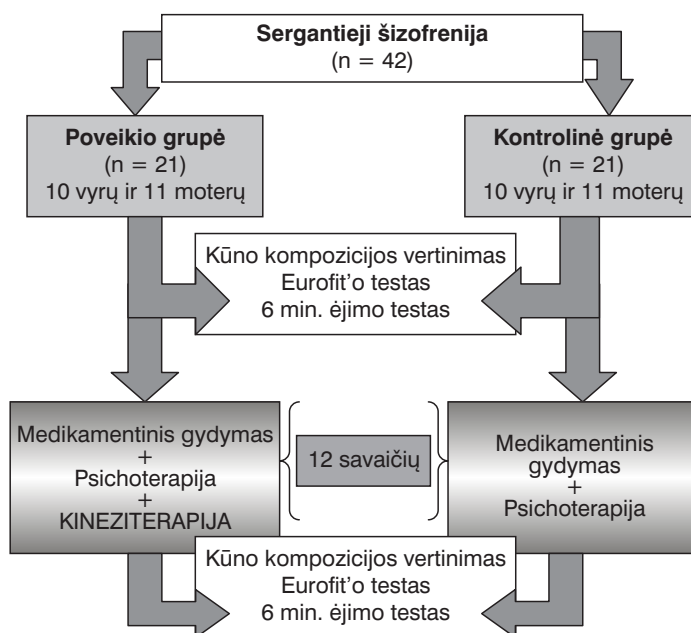 Sergantieji šizofrenija
(n = 42)
Poveikio grupė
(n = 21)
10 vyrų ir 11 moterų
Kontrolinė grupė
(n = 21)
10 vyrų ir 11 moterų
Kūno kompozicijos vertinimas
Eurofit’o testas
6 min. ėjimo testas
Medikamentinis gydymas
+
Psichoterapija
+
KINEZITERAPIJA
12 savaičių
Medikamentinis
gydymas
+
Psichoterapija
Kūno kompozicijos vertinimas
Eurofit’o testas
6 min. ėjimo testas